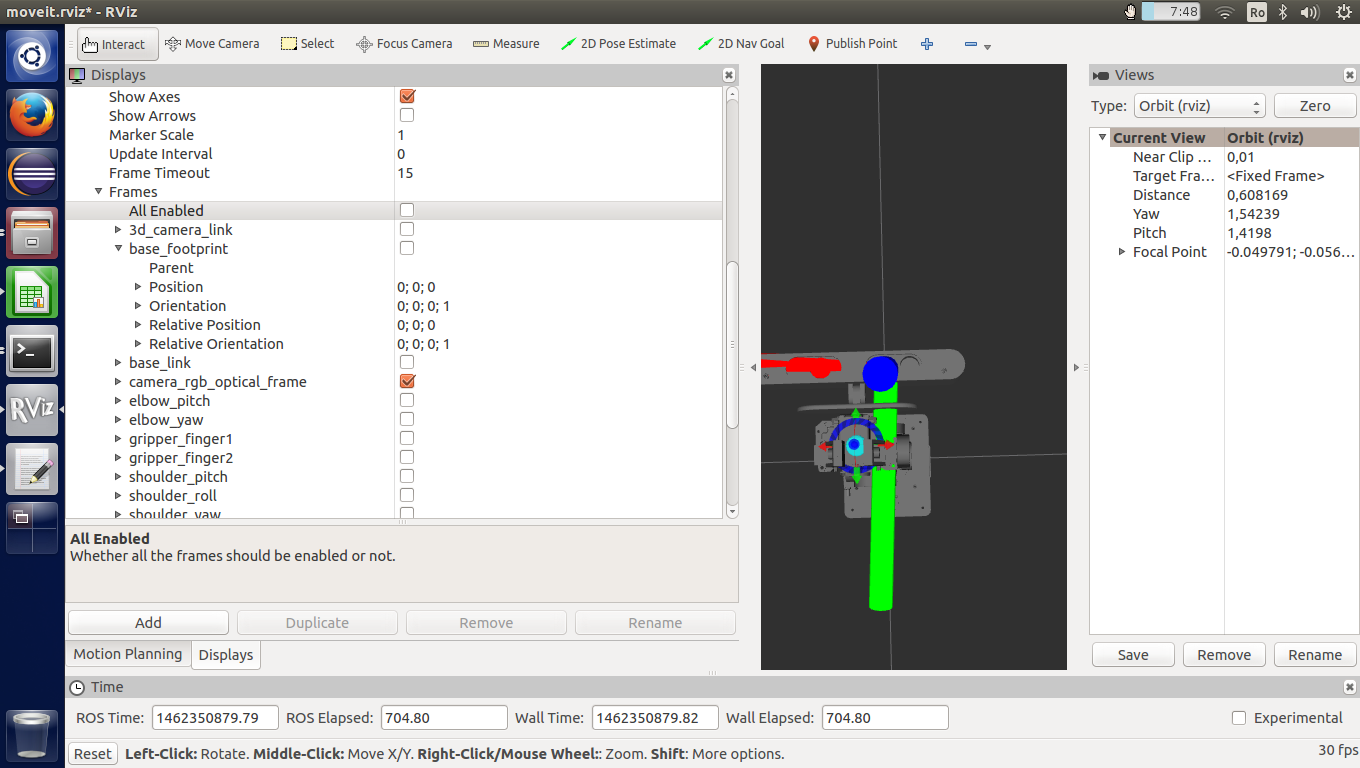 moveit.rviz* - RViz
7:48
Ro
Interact
Move Camera
Select
Focus Camera
Measure
2D Pose Estimate
2D Nav Goal
Publish Point
Displays
Show Axes
Show Arrows
Marker Scale 1
Update Interval 0
Frame Timeout 15
Frames
All Enabled
3d_camera_link
base_footprint
Parent
Position 0; 0; 0
Orientation 0; 0; 0; 1
Relative Position 0; 0; 0
Relative Orientation 0; 0; 0; 1
base_link
camera_rgb_optical_frame
elbow_pitch
elbow_yaw
gripper_finger1
gripper_finger2
shoulder_pitch
shoulder_roll
shoulder_yaw
All Enabled
Whether all the frames should be enabled or not.
Add
Duplicate
Remove
Rename
Motion Planning
Displays
Views
Type: Orbit (rviz)
Zero
Current View Orbit (rviz)
Near Clip ... 0,01
Target Fra... <Fixed Frame>
Distance 0,608169
Yaw 1,54239
Pitch 1,4198
Focal Point -0.049791; -0.056...
Save
Remove
Rename
Time
ROS Time: 1462350879.79
ROS Elapsed: 704.80
Wall Time: 1462350879.82
Wall Elapsed: 704.80
Experimental
Reset
Left-Click: Rotate. Middle-Click: Move X/Y. Right-Click/Mouse Wheel:: Zoom. Shift: More options.
30 fps
RViz